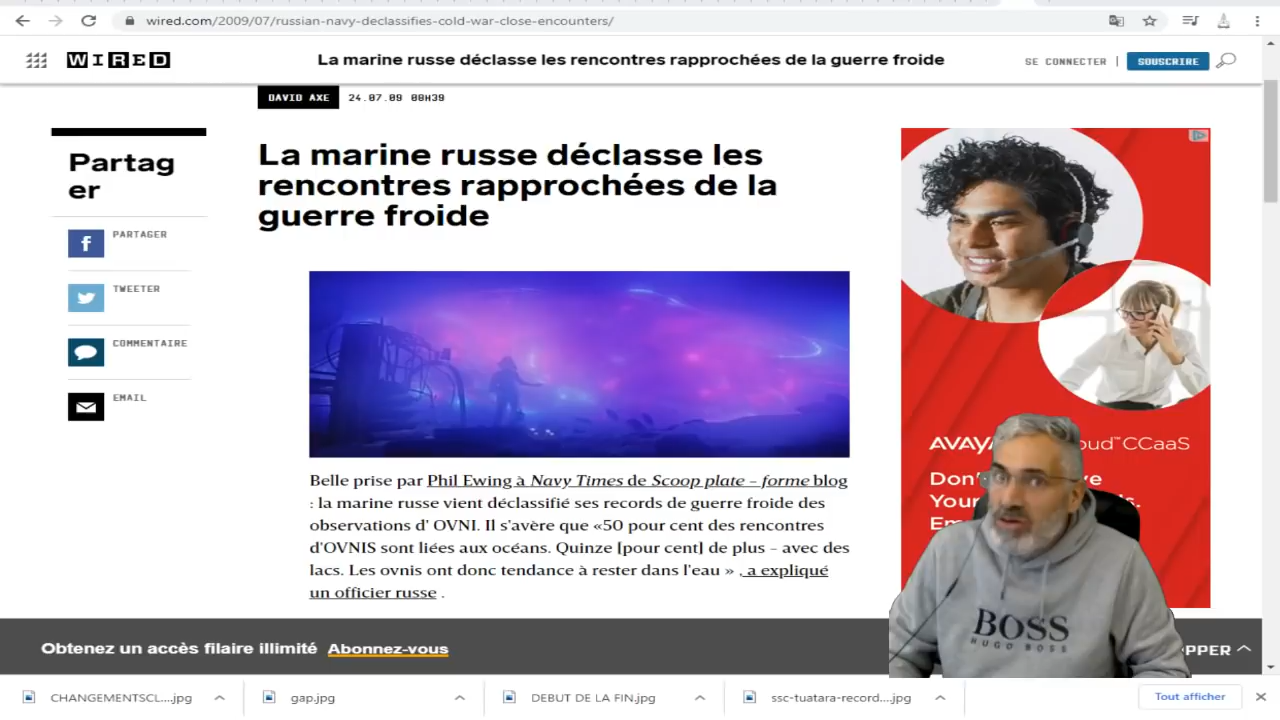 wired.com/2009/07/russian-navy-declassifies-cold-war-close-encounters/
WIRED
La marine russe déclasse les rencontres rapprochées de la guerre froide
SE CONNECTER |
SOUSCRIRE
DAVID AXE 24.07.09 00H39
Partag
er
PARTAGER
TWEETER
COMMENTAIRE
EMAIL
La marine russe déclasse les
rencontres rapprochées de la
guerre froide
Belle prise par Phil Ewing à Navy Times de Scoop plate – forme blog
: la marine russe vient déclassifié ses records de guerre froide des
observations d' OVNI. Il s'avère que «50 pour cent des rencontres
d'OVNIS sont liées aux océans. Quinze [pour cent] de plus – avec des
lacs. Les ovnis ont donc tendance à rester dans l'eau » , a expliqué
un officier russe .
CCaaS
BOSS
HUGO BOSS
Obtenez un accès filaire illimité Abonnez-vous
CHANGEMENTSCL....jpg
gap.jpg
DEBUT DE LA FIN.jpg
ssc-tuatara-record....jpg
Tout afficher